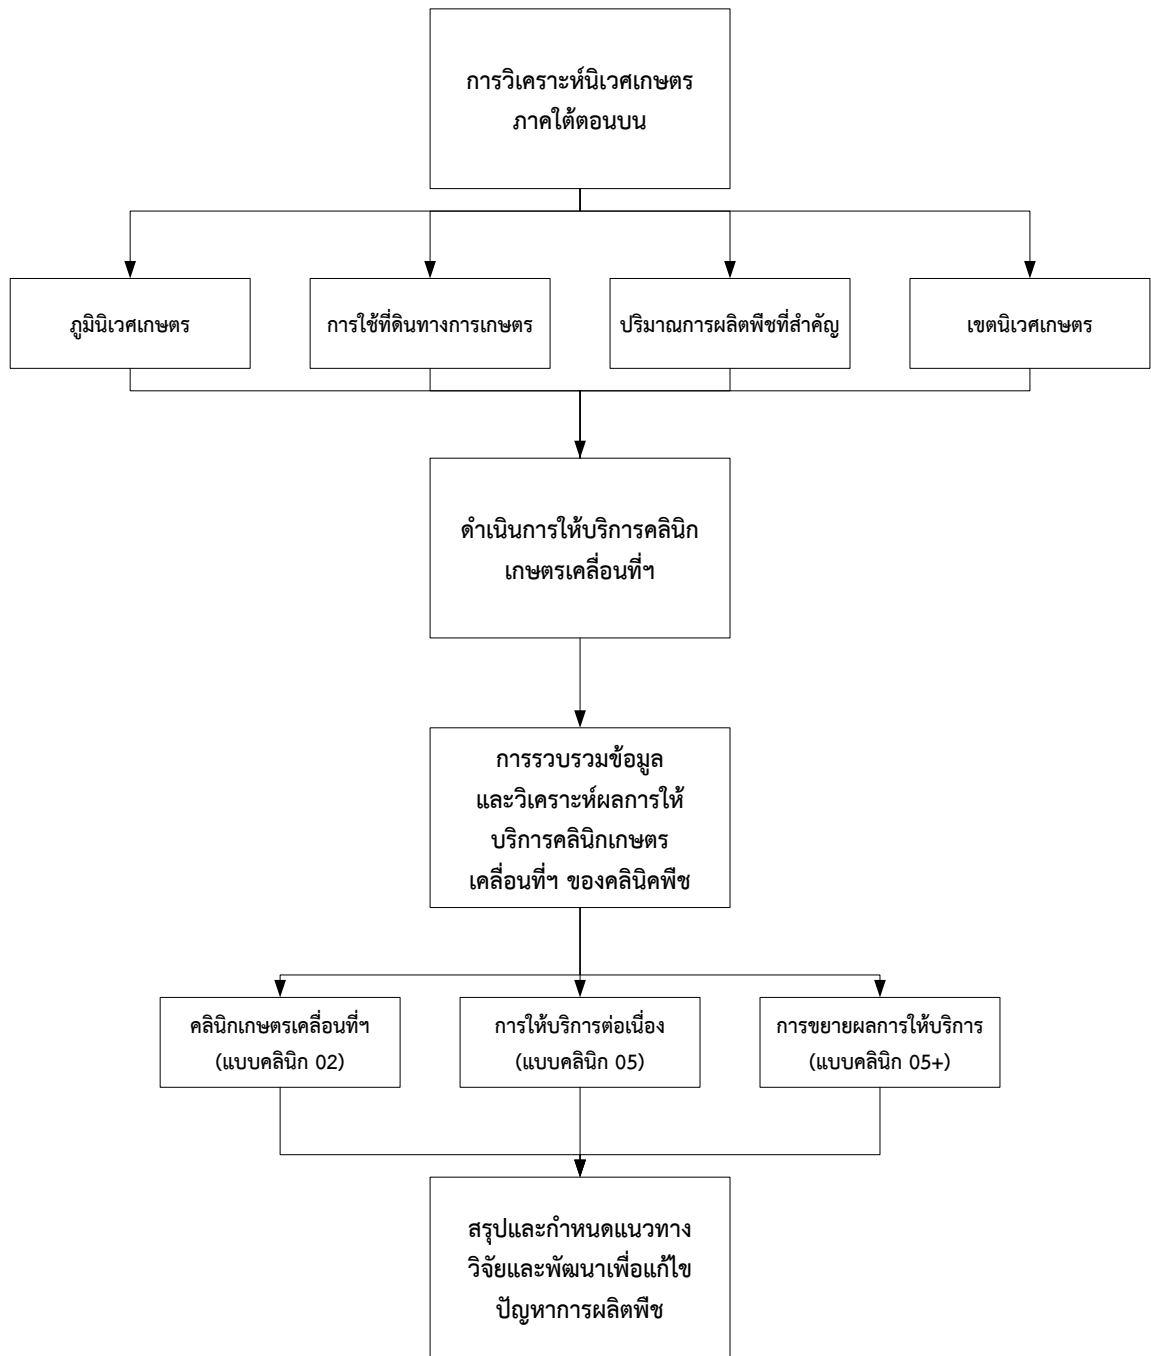 การวิเคราะห์นิเวศเกษตร
ภาคใต้ตอนบน
ภูมินิเวศเกษตร
การใช้ที่ดินทางการเกษตร
ปริมาณการผลิตพืชที่สำคัญ
เขตนิเวศเกษตร
ดำเนินการให้บริการคลินิก
เกษตรเคลื่อนที่ฯ
การรวบรวมข้อมูล
และวิเคราะห์ผลการให้
บริการคลินิกเกษตร
เคลื่อนที่ฯ ของคลินิคพืช
คลินิกเกษตรเคลื่อนที่ฯ
(แบบคลินิก 02)
การให้บริการต่อเนื่อง
(แบบคลินิก 05)
การขยายผลการให้บริการ
(แบบคลินิก 05+)
สรุปและกำหนดแนวทาง
วิจัยและพัฒนาเพื่อแก้ไข
ปัญหาการผลิตพืช